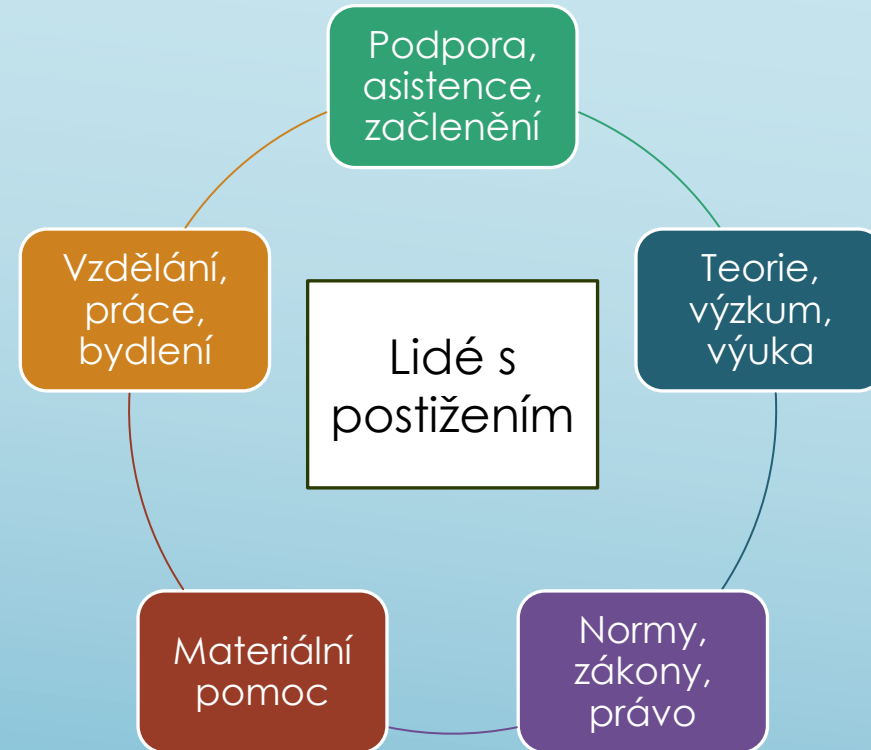 Podpora,
asistence,
začlenění
Teorie,
výzkum,
výuka
Normy,
zákony,
právo
Materiální
pomoc
Vzdělání,
práce,
bydlení
Lidé s
postižením